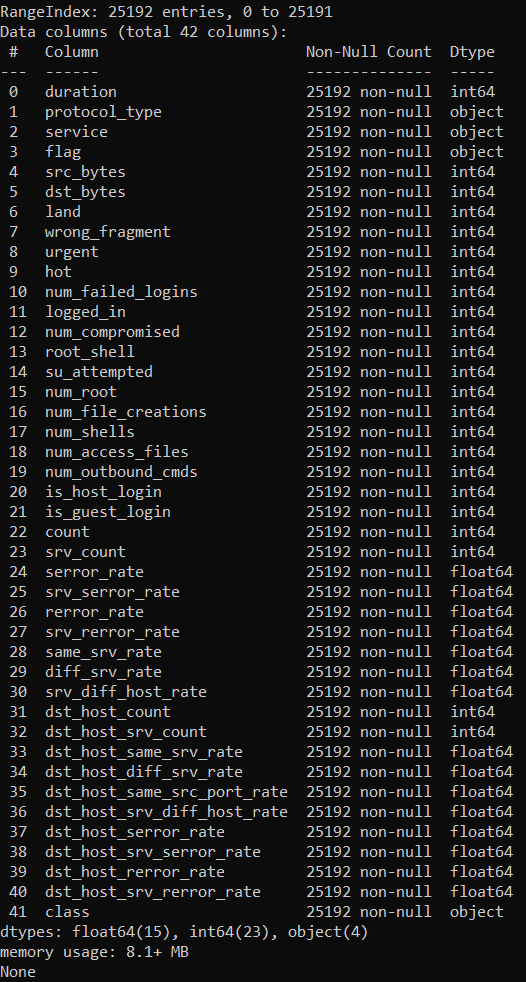 RangeIndex: 25192 entries, 0 to 25191
Data columns (total 42 columns):
 #   Column                       Non-Null Count  Dtype
---  ------                       --------------  -----
 0   duration                     25192 non-null  int64
 1   protocol_type                25192 non-null  object
 2   service                      25192 non-null  object
 3   flag                         25192 non-null  object
 4   src_bytes                    25192 non-null  int64
 5   dst_bytes                    25192 non-null  int64
 6   land                         25192 non-null  int64
 7   wrong_fragment               25192 non-null  int64
 8   urgent                       25192 non-null  int64
 9   hot                          25192 non-null  int64
 10  num_failed_logins            25192 non-null  int64
 11  logged_in                    25192 non-null  int64
 12  num_compromised              25192 non-null  int64
 13  root_shell                   25192 non-null  int64
 14  su_attempted                 25192 non-null  int64
 15  num_root                     25192 non-null  int64
 16  num_file_creations           25192 non-null  int64
 17  num_shells                   25192 non-null  int64
 18  num_access_files             25192 non-null  int64
 19  num_outbound_cmds            25192 non-null  int64
 20  is_host_login                25192 non-null  int64
 21  is_guest_login               25192 non-null  int64
 22  count                        25192 non-null  int64
 23  srv_count                    25192 non-null  int64
 24  serror_rate                  25192 non-null  float64
 25  srv_serror_rate              25192 non-null  float64
 26  rerror_rate                  25192 non-null  float64
 27  srv_rerror_rate              25192 non-null  float64
 28  same_srv_rate                25192 non-null  float64
 29  diff_srv_rate                25192 non-null  float64
 30  srv_diff_host_rate           25192 non-null  float64
 31  dst_host_count               25192 non-null  int64
 32  dst_host_srv_count           25192 non-null  int64
 33  dst_host_same_srv_rate       25192 non-null  float64
 34  dst_host_diff_srv_rate       25192 non-null  float64
 35  dst_host_same_src_port_rate  25192 non-null  float64
 36  dst_host_srv_diff_host_rate  25192 non-null  float64
 37  dst_host_serror_rate         25192 non-null  float64
 38  dst_host_srv_serror_rate     25192 non-null  float64
 39  dst_host_rerror_rate         25192 non-null  float64
 40  dst_host_srv_rerror_rate     25192 non-null  float64
 41  class                        25192 non-null  object
dtypes: float64(15), int64(23), object(4)
memory usage: 8.1+ MB
None